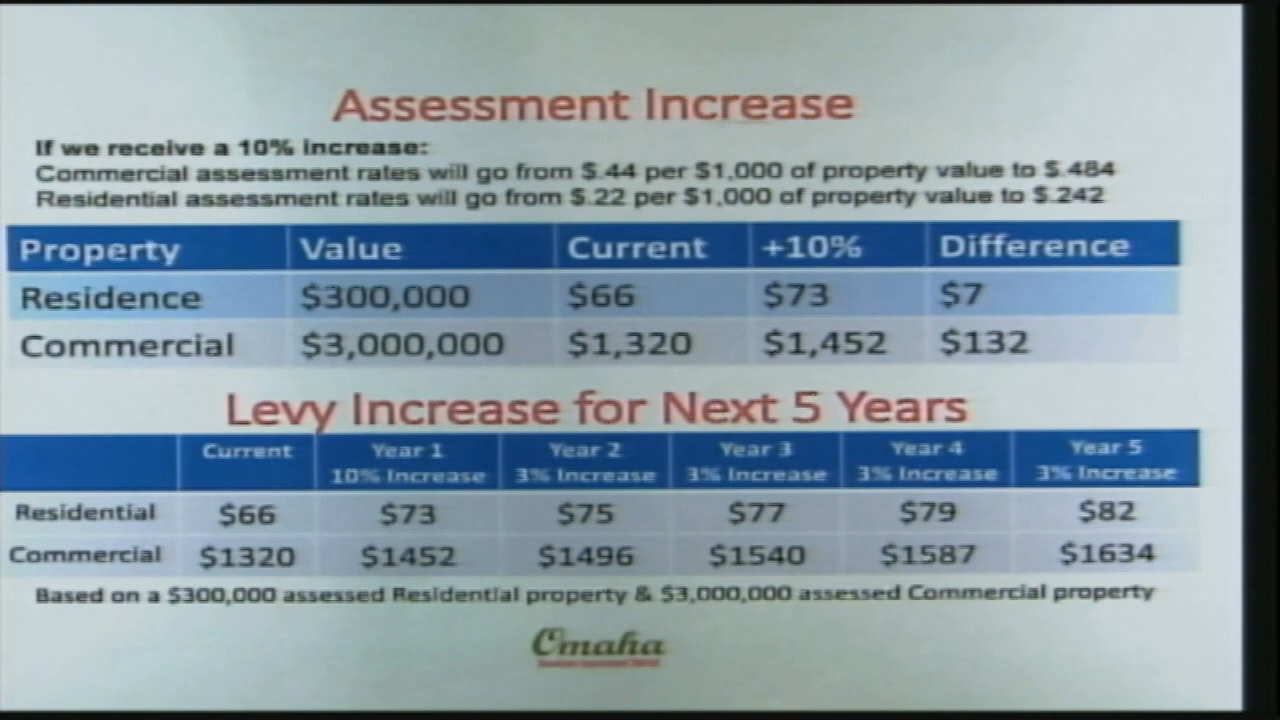 Assessment Increase
If we receive a 10% increase:
Commercial assessment rates will go from $.44 per $1,000 of property value to $.484
Residential assessment rates will go from $.22 per $1,000 of property value to $.242
Property Value Current +10% Difference
Residence $300,000 $66 $73 $7
Commercial $3,000,000 $1,320 $1,452 $132
Levy Increase for Next 5 Years
Current Year 1 Year 2 Year 3 Year 4 Year 5
10% Increase 3% Increase 3% Increase 3% Increase 3% Increase
Residential $66 $73 $75 $77 $79 $82
Commercial $1320 $1452 $1496 $1540 $1587 $1634
Based on a $300,000 assessed Residential property & $3,000,000 assessed Commercial property
Omaha